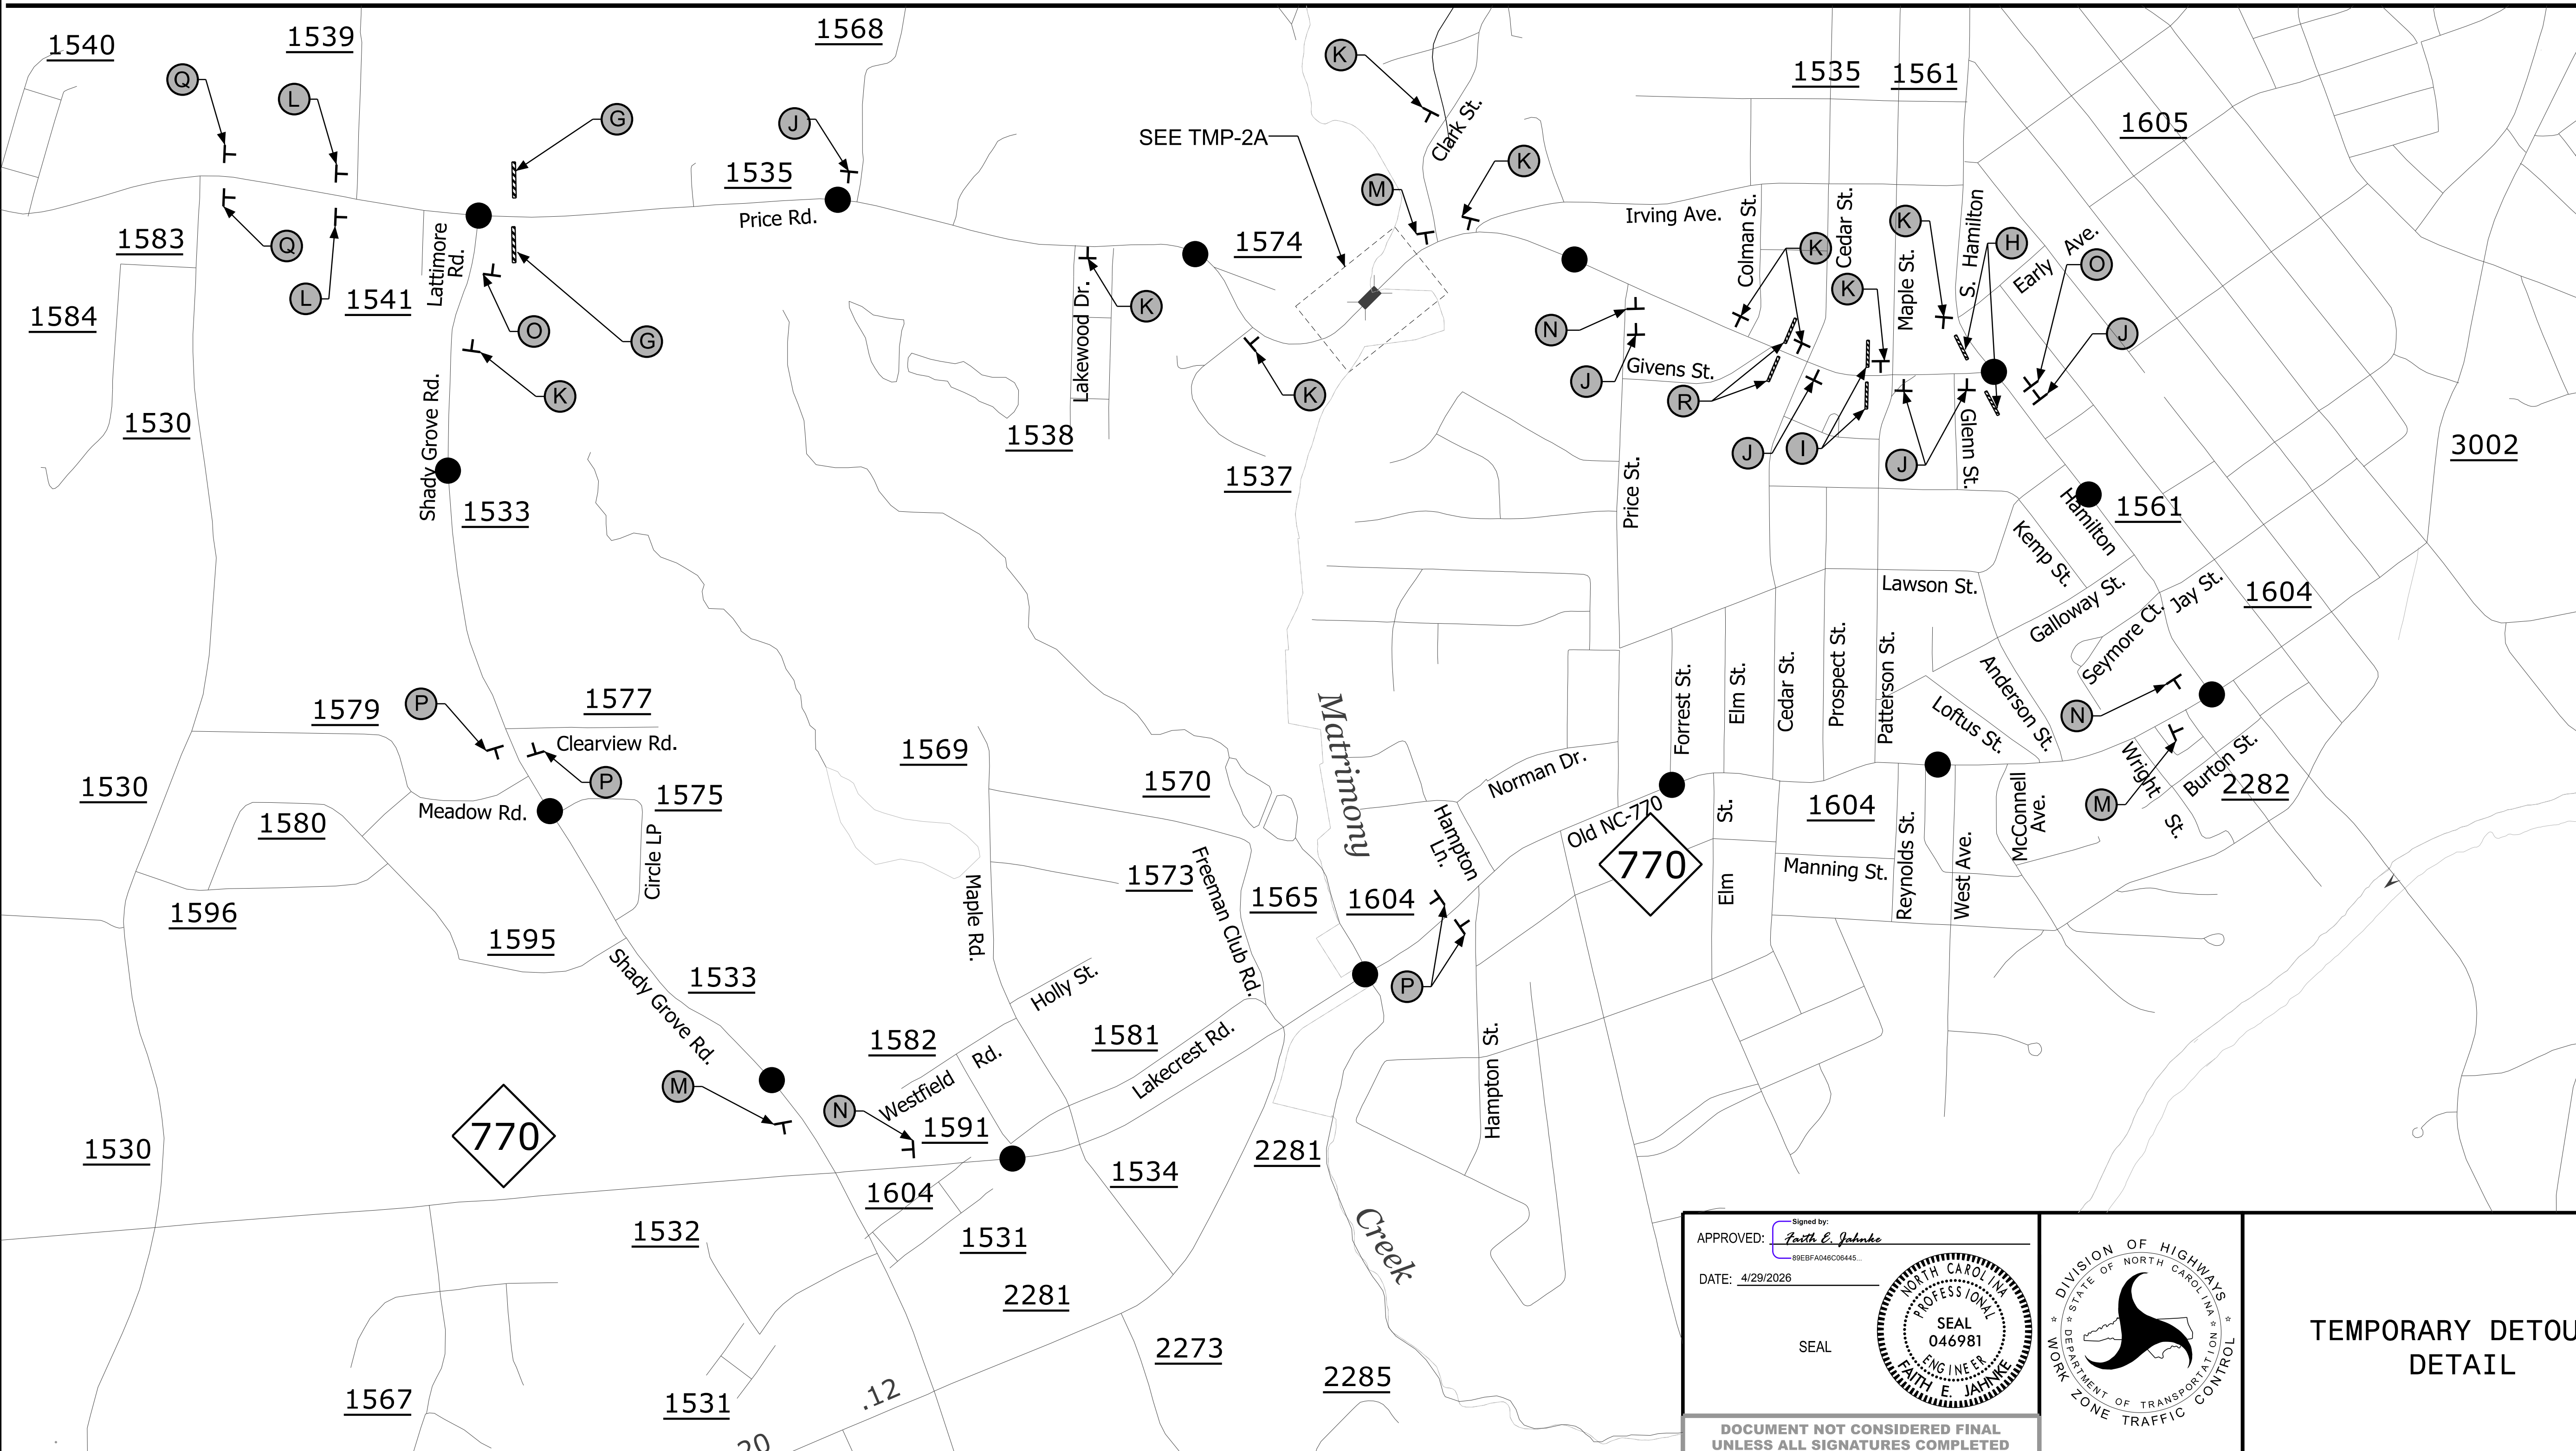 1540
1539
1568
K
Q
L
G
J
1535
1561
1605
SEE TMP-2A
Clark St.
K
M
1535
Price Rd.
1574
Irving Ave.
Colman St.
Cedar St.
K
K
Maple St.
K
S. Hamilton
H
Early Ave.
O
1583
Q
L
1541
Lattimore
Rd.
O
G
K
1584
1530
Shady Grove Rd.
1533
Lakewood Dr.
K
1538
K
1537
N
J
Givens St.
R
J
I
J
Glenn St.
J
3002
Price St.
Hamilton
1561
Kemp St.
Lawson St.
Galloway St.
Jay St.
1604
Seymore Ct.
1579
P
1577
Clearview Rd.
P
1575
1530
1580
Meadow Rd.
Circle LP
1596
1595
Shady Grove Rd.
1533
1569
1570
Matrimony
Creek
Norman Dr.
Hampton
Ln.
Forrest St.
Elm St.
Cedar St.
Prospect St.
Patterson St.
Loftus St.
Anderson St.
N
Wright St.
Burton St.
2282
M
Old NC-770
770
1604
Elm St.
Manning St.
Reynolds St.
West Ave.
McConnell
Ave.
1573
Freeman Club Rd.
1565
1604
P
Maple Rd.
Holly St.
1582
Westfield Rd.
1581
Lakecrest Rd.
Hampton St.
M
N
1591
770
1530
1604
1534
2281
1532
1531
2281
1567
1531
2273
2285
.12
20
APPROVED:
Signed by:
Faith E. Jahnke
89EBFA046C06445...
DATE: 4/29/2026
SEAL
NORTH CAROLINA
PROFESSIONAL
SEAL
046981
ENGINEER
FAITH E. JAHNKE
DOCUMENT NOT CONSIDERED FINAL
UNLESS ALL SIGNATURES COMPLETED
DIVISION OF HIGHWAYS
STATE OF NORTH CAROLINA
DEPARTMENT OF TRANSPORTATION
WORK ZONE TRAFFIC CONTROL
TEMPORARY DETOU
DETAIL